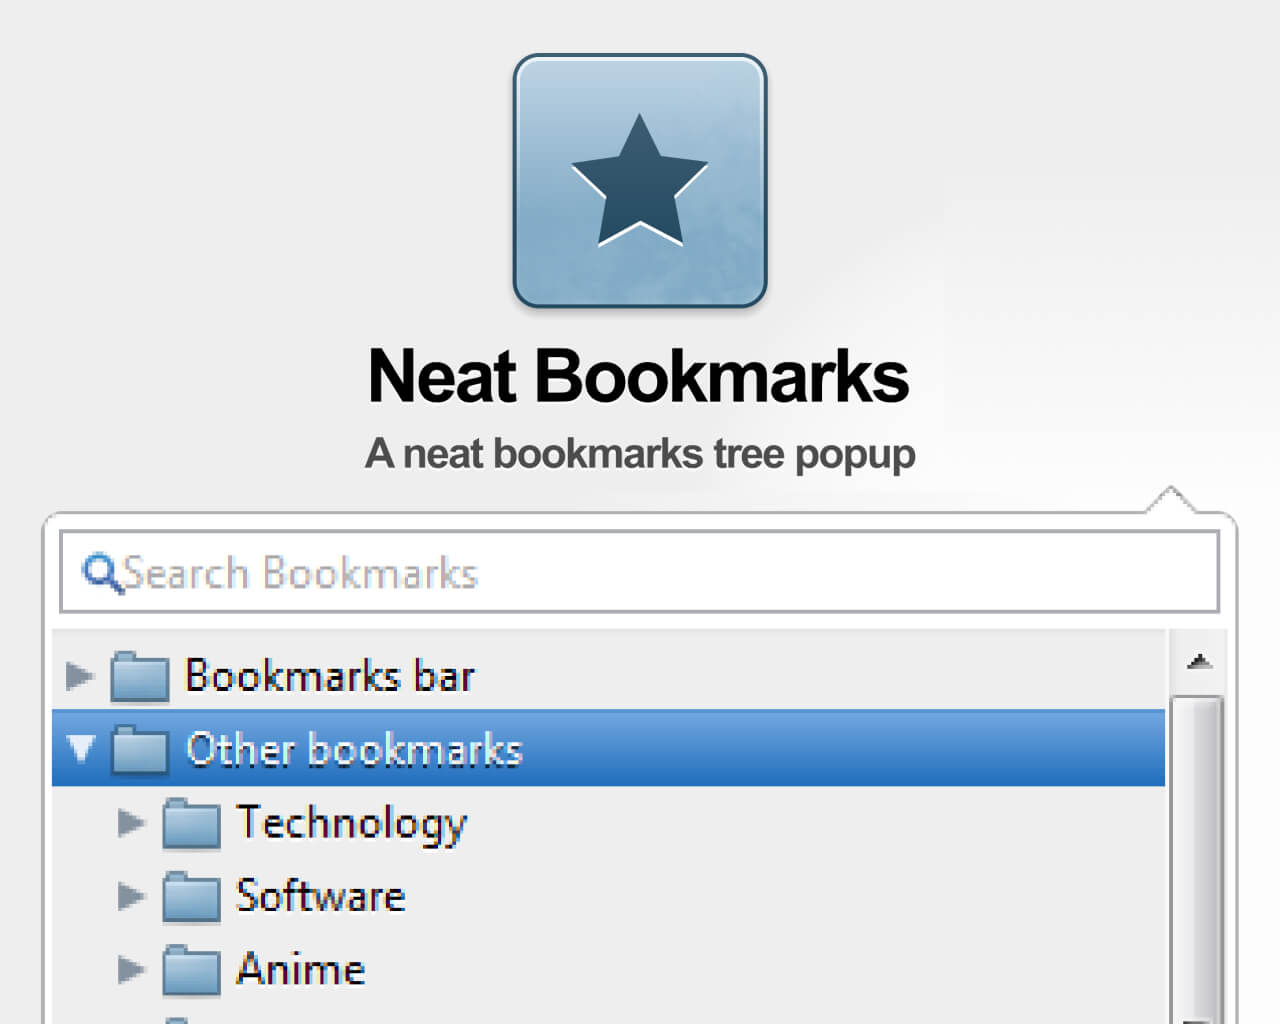 Neat Bookmarks
A neat bookmarks tree popup
Search Bookmarks
Bookmarks bar
Other bookmarks
Technology
Software
Anime